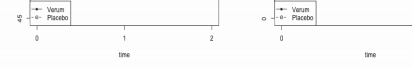 Verum
45 Placebo
0 1 2
time
Verum
0 Placebo
0
time